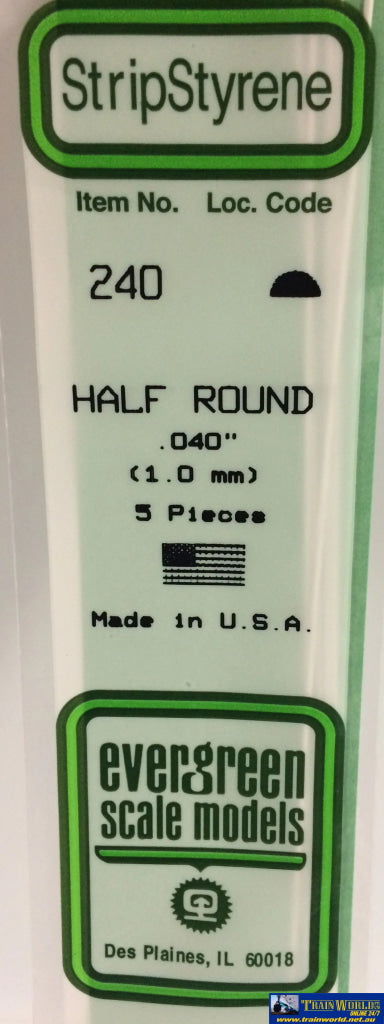 StripStyrene
Item No. Loc. Code
240
HALF ROUND
.040"
(1.0 mm)
5 Pieces
Made in U.S.A.
evergreen
scale models
Des Plaines, IL 60018
TRAIN WORLD
ONLINE 24/7
www.trainworld.net.au